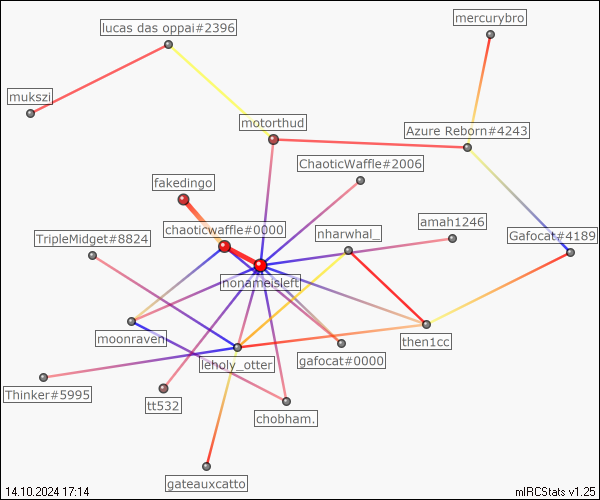 mercurybro
lucas das oppai#2396
mukszi
motorthud
Azure Reborn#4243
ChaoticWaffle#2006
fakedingo
amah1246
chaoticwaffle#0000
nharwhal_
Gafocat#4189
TripleMidget#8824
nonameisleft
moonraven
then1cc
leholy_otter
gafocat#0000
Thinker#5995
tt532
chobham.
gateauxcatto
14.10.2024 17:14
mIRCStats v1.25